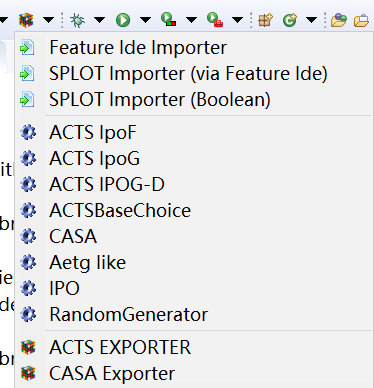 Feature Ide Importer
SPLOT Importer (via Feature Ide)
SPLOT Importer (Boolean)
ACTS IpoF
ACTS IpoG
ACTS IPOG-D
ACTSBaseChoice
CASA
Aetg like
IPO
RandomGenerator
ACTS EXPORTER
CASA Exporter